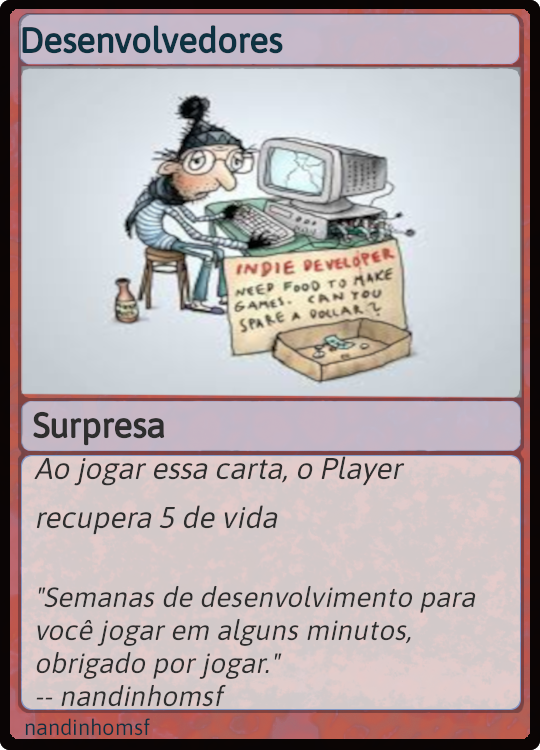 Desenvolvedores
INDIE DEVELOPER
NEED FOOD TO MAKE
GAMES. CAN YOU
SPARE A DOLLAR?
Surpresa
Ao jogar essa carta, o Player
recupera 5 de vida
"Semanas de desenvolvimento para
você jogar em alguns minutos,
obrigado por jogar."
-- nandinhomsf
nandinhomsf